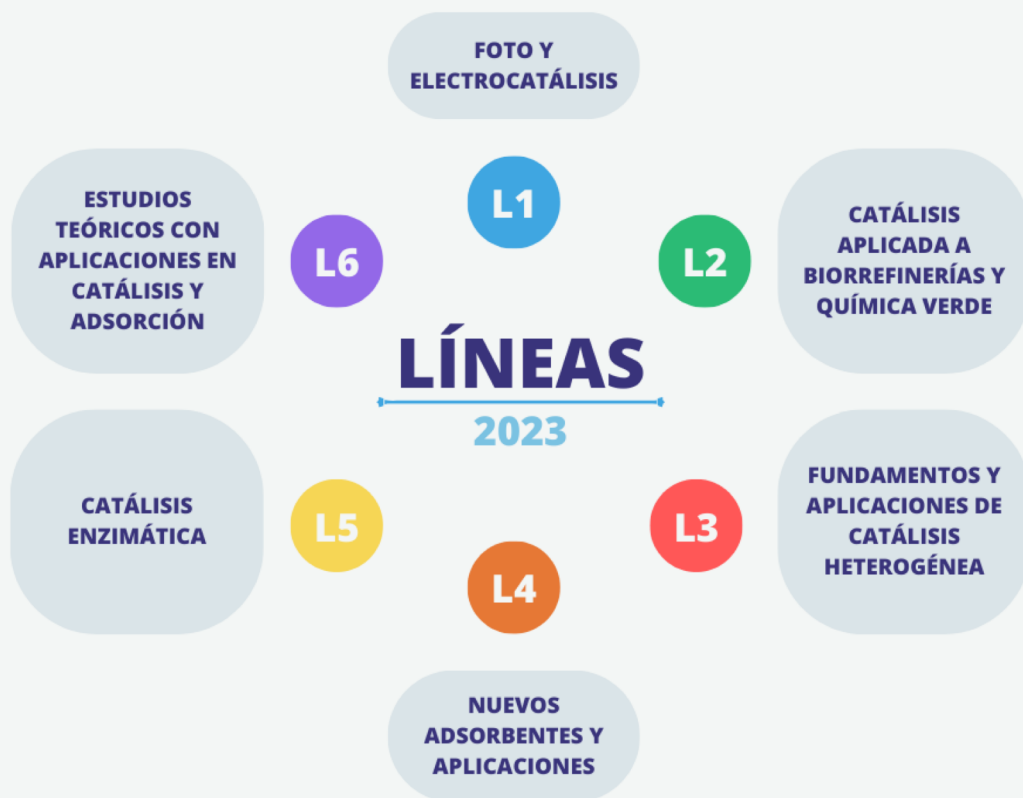 FOTO Y
ELECTROCATÁLISIS
L1
L2
CATÁLISIS
APLICADA A
BIORREFINERÍAS Y
QUÍMICA VERDE
L3
FUNDAMENTOS Y
APLICACIONES DE
CATÁLISIS
HETEROGÉNEA
L4
NUEVOS
ADSORBENTES Y
APLICACIONES
L5
CATÁLISIS
ENZIMÁTICA
L6
ESTUDIOS
TEÓRICOS CON
APLICACIONES EN
CATÁLISIS Y
ADSORCIÓN
LÍNEAS
2023